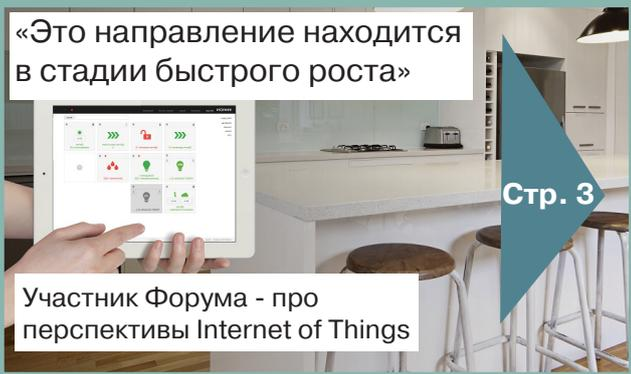 «Это направление находится
в стадии быстрого роста»
Стр. 3
Участник Форума - про
перспективы Internet of Things